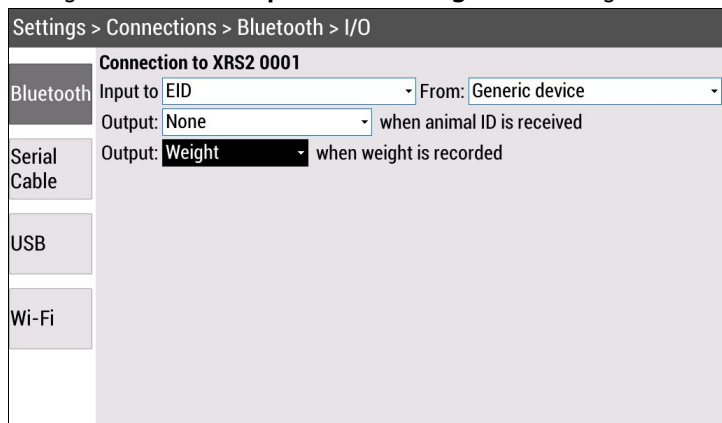 Settings > Connections > Bluetooth > I/O
Connection to XRS2 0001
Bluetooth
Input to EID From: Generic device
Output: None when animal ID is received
Output: Weight when weight is recorded
Serial
Cable
USB
Wi-Fi